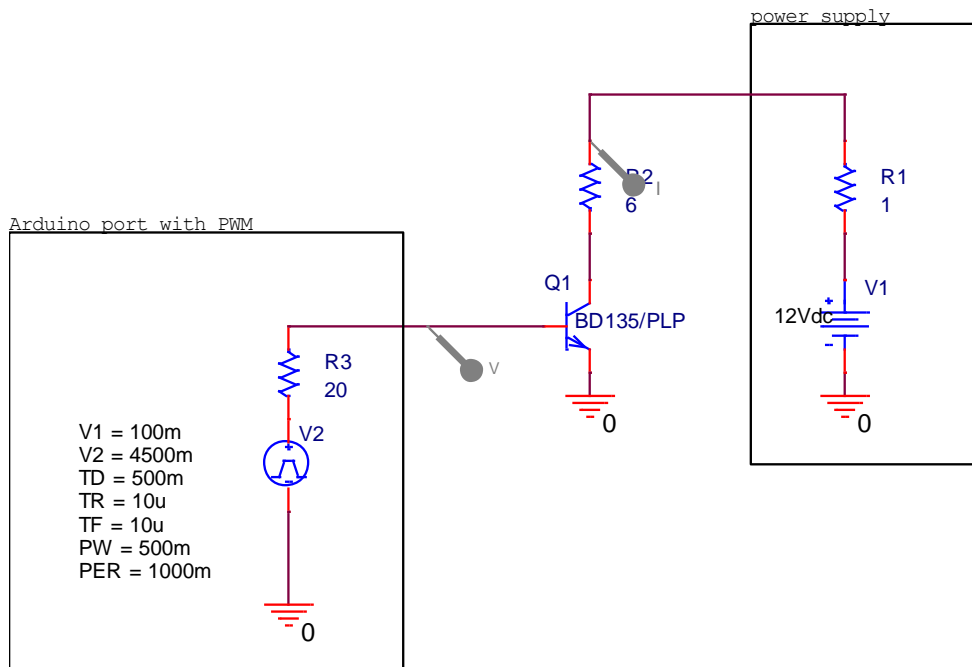 power supply
R2
6
I
R1
1
Arduino port with PWM
Q1
BD135/PLP
V1
12Vdc
+
-
R3
20
V
0
0
V1 = 100m
V2 = 4500m
TD = 500m
TR = 10u
TF = 10u
PW = 500m
PER = 1000m
V2
+
-
0